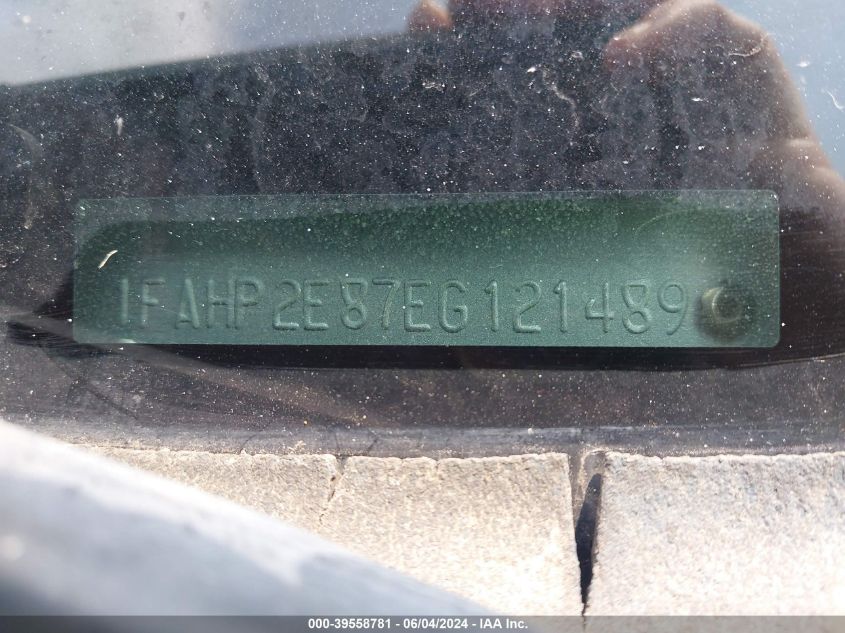 1FAHP2E87EG121489
000-39558781 - 06/04/2024 - IAA Inc.